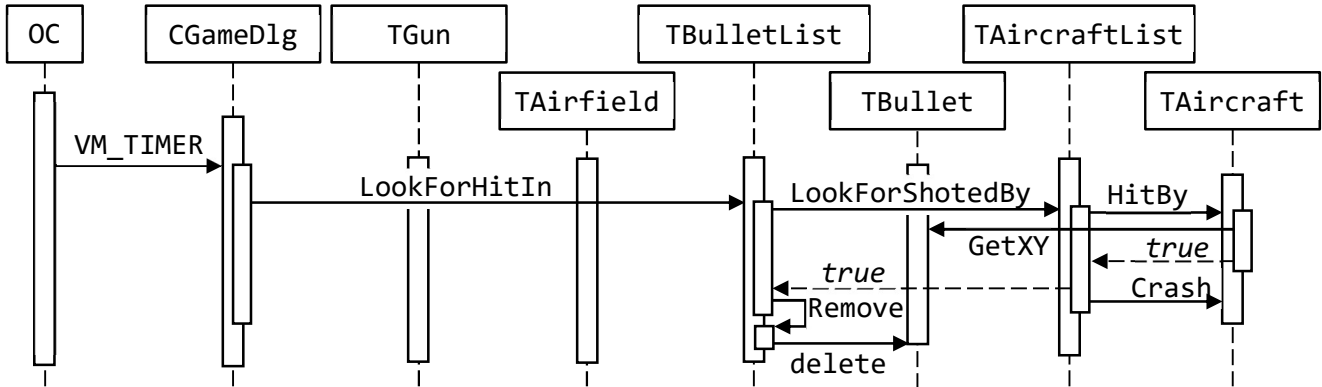 OC
CGameDlg
TGun
TBulletList
TAircraftList
TAirfield
TBullet
TAircraft
VM_TIMER
LookForHitIn
LookForShotedBy
HitBy
GetXY
true
true
Crash
Remove
delete